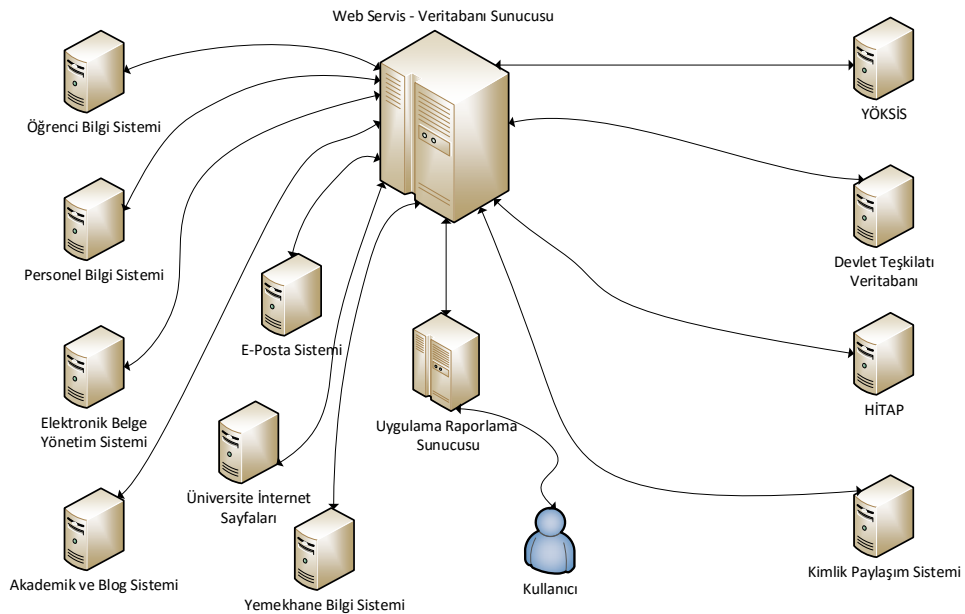 Web Servis - Veritabanı Sunucusu
Öğrenci Bilgi Sistemi
YÖKSİS
Personel Bilgi Sistemi
Devlet Teşkilatı
Veritabanı
E-Posta Sistemi
Elektronik Belge
Yönetim Sistemi
Uygulama Raporlama
Sunucusu
HİTAP
Üniversite İnternet
Sayfaları
Akademik ve Blog Sistemi
Yemekhane Bilgi Sistemi
Kullanıcı
Kimlik Paylaşım Sistemi